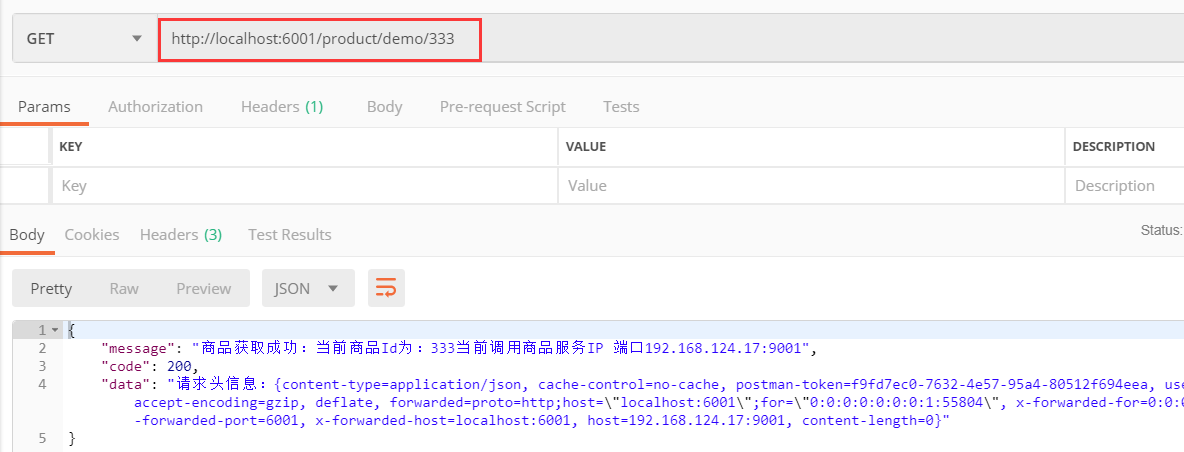 GET http://localhost:6001/product/demo/333
Params Authorization Headers (1) Body Pre-request Script Tests
KEY VALUE DESCRIPTION
Key Value Description
Body Cookies Headers (3) Test Results Status:
Pretty Raw Preview JSON
1 {
2 "message": "商品获取成功：当前商品Id为：333当前调用商品服务IP 端口192.168.124.17:9001",
3 "code": 200,
4 "data": "请求头信息：{content-type=application/json, cache-control=no-cache, postman-token=f9fd7ec0-7632-4e57-95a4-80512f694eea, use
accept-encoding=gzip, deflate, forwarded=proto=http;host=\"localhost:6001\";for=\"0:0:0:0:0:0:0:1:55804\", x-forwarded-for=0:0:0
-forwarded-port=6001, x-forwarded-host=localhost:6001, host=192.168.124.17:9001, content-length=0}"
5 }